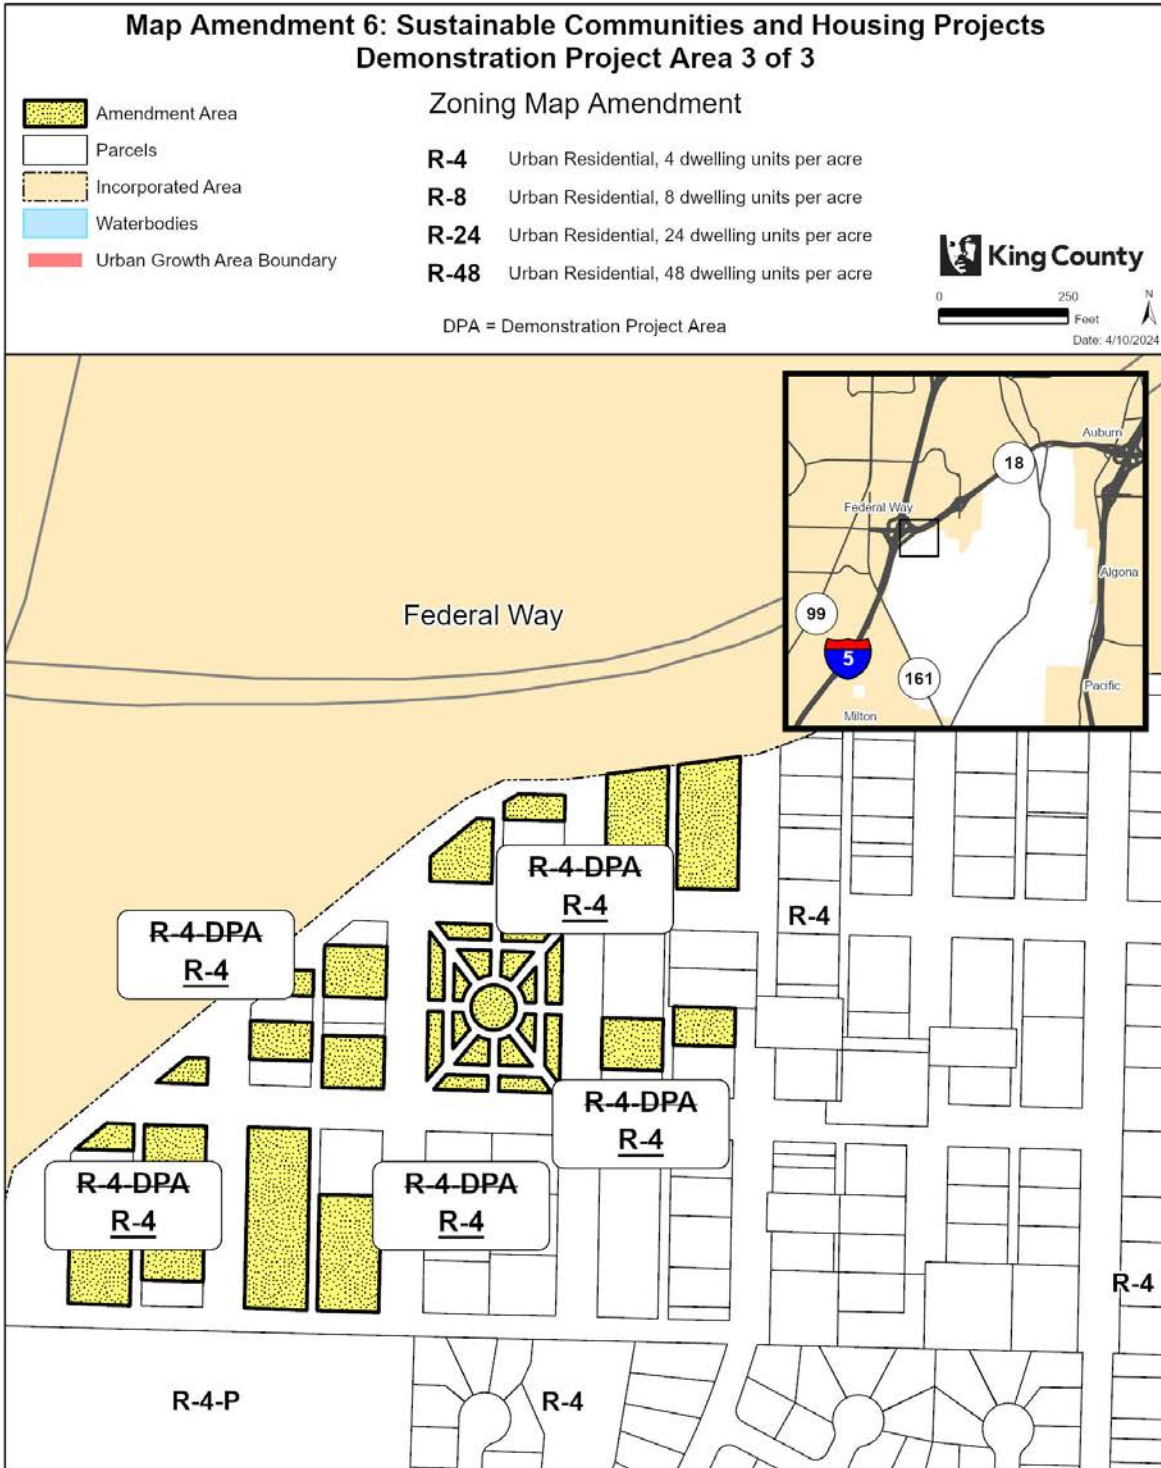 Map Amendment 6: Sustainable Communities and Housing Projects
Demonstration Project Area 3 of 3
Amendment Area
Parcels
Incorporated Area
Waterbodies
Urban Growth Area Boundary
Zoning Map Amendment
R-4 Urban Residential, 4 dwelling units per acre
R-8 Urban Residential, 8 dwelling units per acre
R-24 Urban Residential, 24 dwelling units per acre
R-48 Urban Residential, 48 dwelling units per acre
DPA = Demonstration Project Area
King County
0 250
Feet
N
Date: 4/10/2024
Auburn
18
Federal Way
Algona
99
5
161
Pacific
Milton
Federal Way
R-4-DPA
R-4
R-4
R-4-DPA
R-4
R-4-DPA
R-4
R-4-DPA
R-4
R-4-DPA
R-4
R-4
R-4-P
R-4